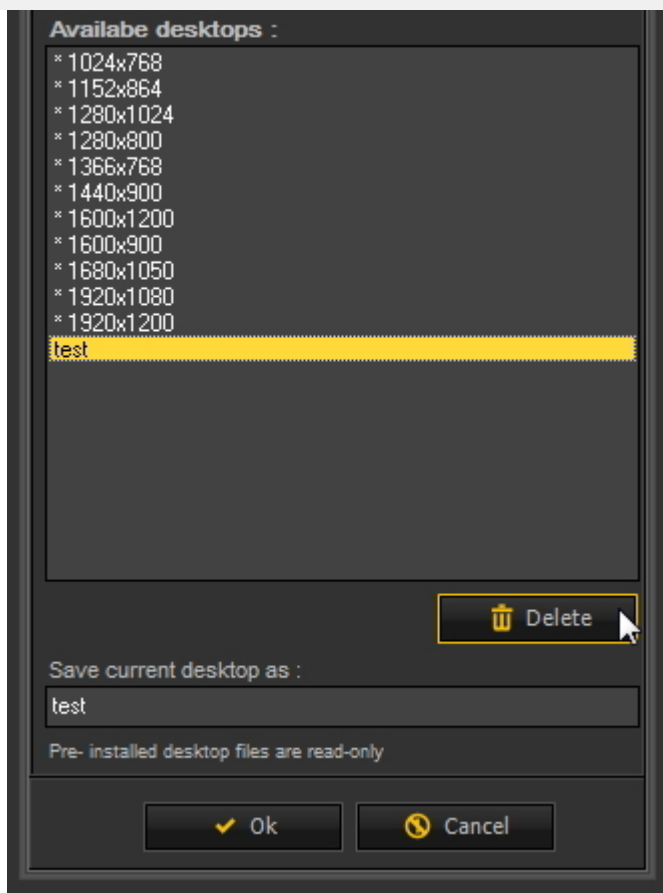 Availabe desktops :
* 1024x768
* 1152x864
* 1280x1024
* 1280x800
* 1366x768
* 1440x900
* 1600x1200
* 1600x900
* 1680x1050
* 1920x1080
* 1920x1200
test
Delete
Save current desktop as :
test
Pre- installed desktop files are read-only
Ok Cancel